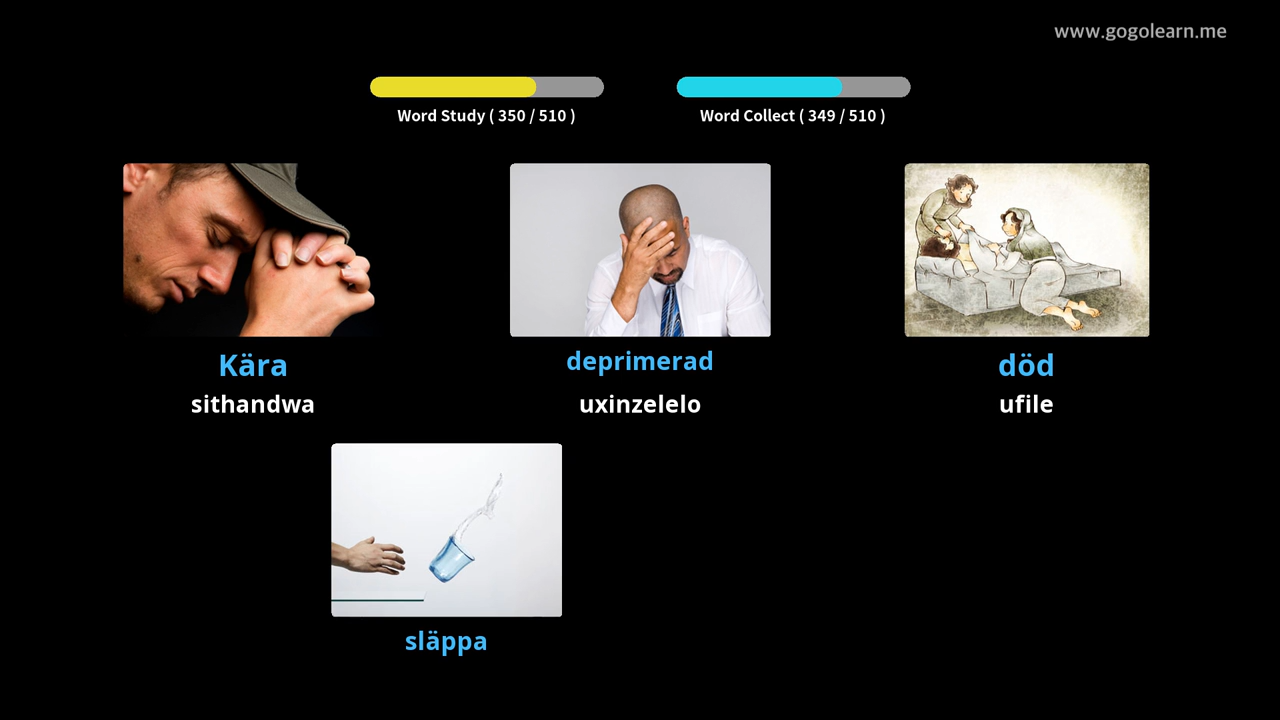 www.gogolearn.me
Word Study ( 350 / 510 )
Word Collect ( 349 / 510 )
Kära
deprimerad
död
sithandwa
uxinzelelo
ufile
släppa